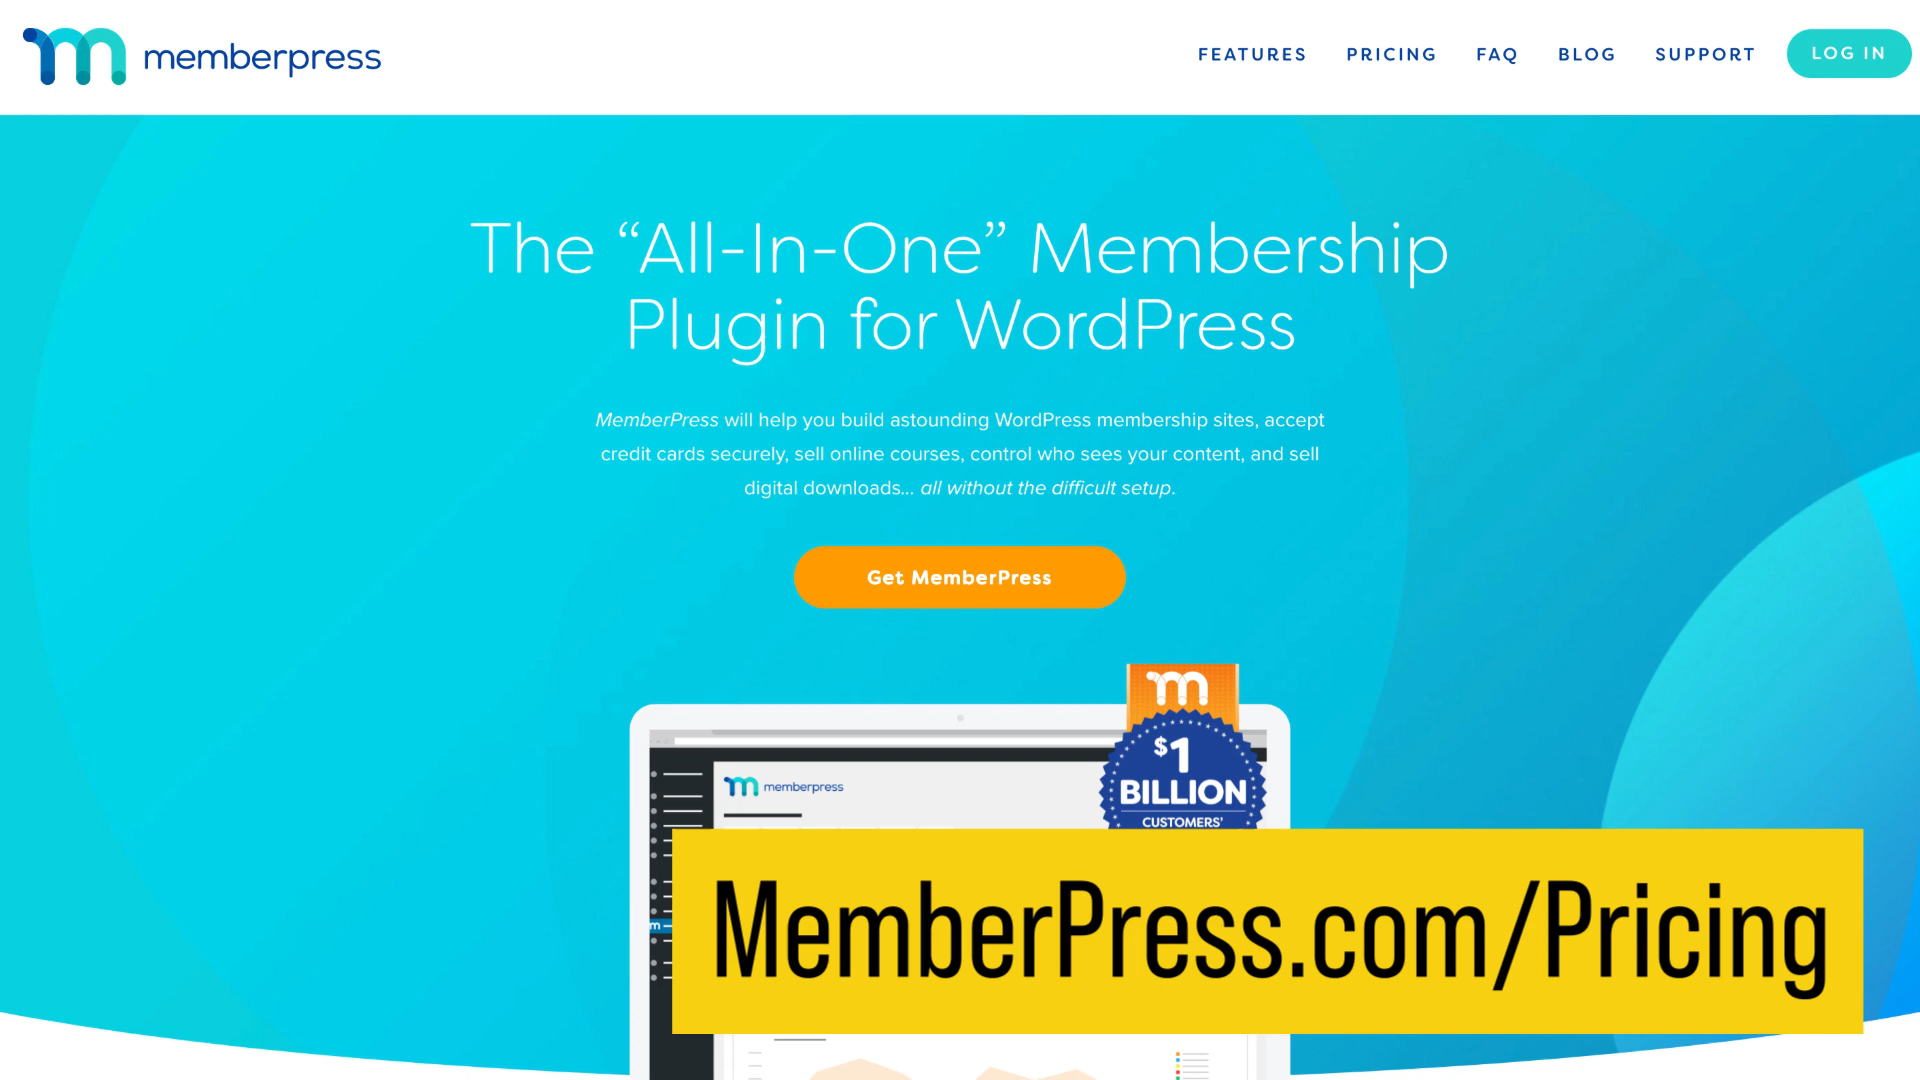 memberpress
FEATURES PRICING FAQ BLOG SUPPORT LOG IN
The “All-In-One” Membership
Plugin for WordPress
MemberPress will help you build astounding WordPress membership sites, accept
credit cards securely, sell online courses, control who sees your content, and sell
digital downloads... all without the difficult setup.
Get MemberPress
m
$1
BILLION
CUSTOMERS’
memberpress
m
MemberPress.com/Pricing